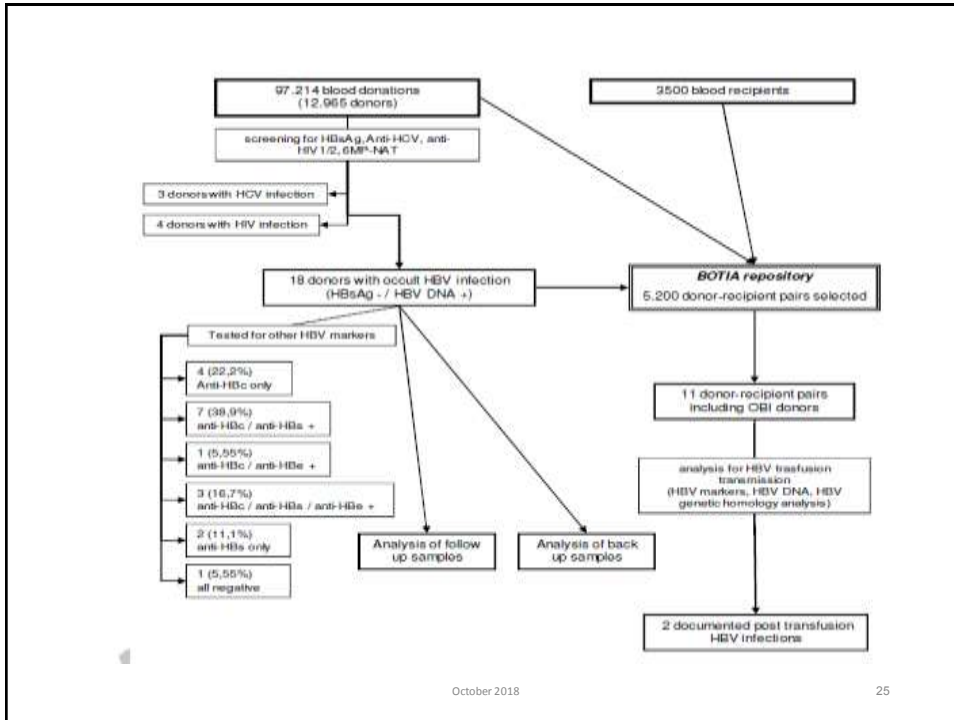 97.214 blood donations
(12.965 donors)
3500 blood recipients
screening for HBsAg, Anti-HCV, anti-
HIV 1/2, 6MP-NAT
3 donors with HCV infection
4 donors with HIV infection
18 donors with occult HBV infection
(HBsAg - / HBV DNA +)
BOTIA repository
5.200 donor-recipient pairs selected
Tested for other HBV markers
4 (22,2%)
Anti-HBc only
7 (38,9%)
anti-HBc / anti-HBs +
1 (5,55%)
anti-HBc / anti-HBe +
3 (16,7%)
anti-HBc / anti-HBs / anti-HBe +
2 (11,1%)
anti-HBs only
1 (5,55%)
all negative
Analysis of follow
up samples
Analysis of back
up samples
11 donor-recipient pairs
including OBI donors
analysis for HBV trasfusion
transmission
(HBV markers, HBV DNA, HBV
genetic homology analysis)
2 documented post transfusion
HBV infections
October 2018
25